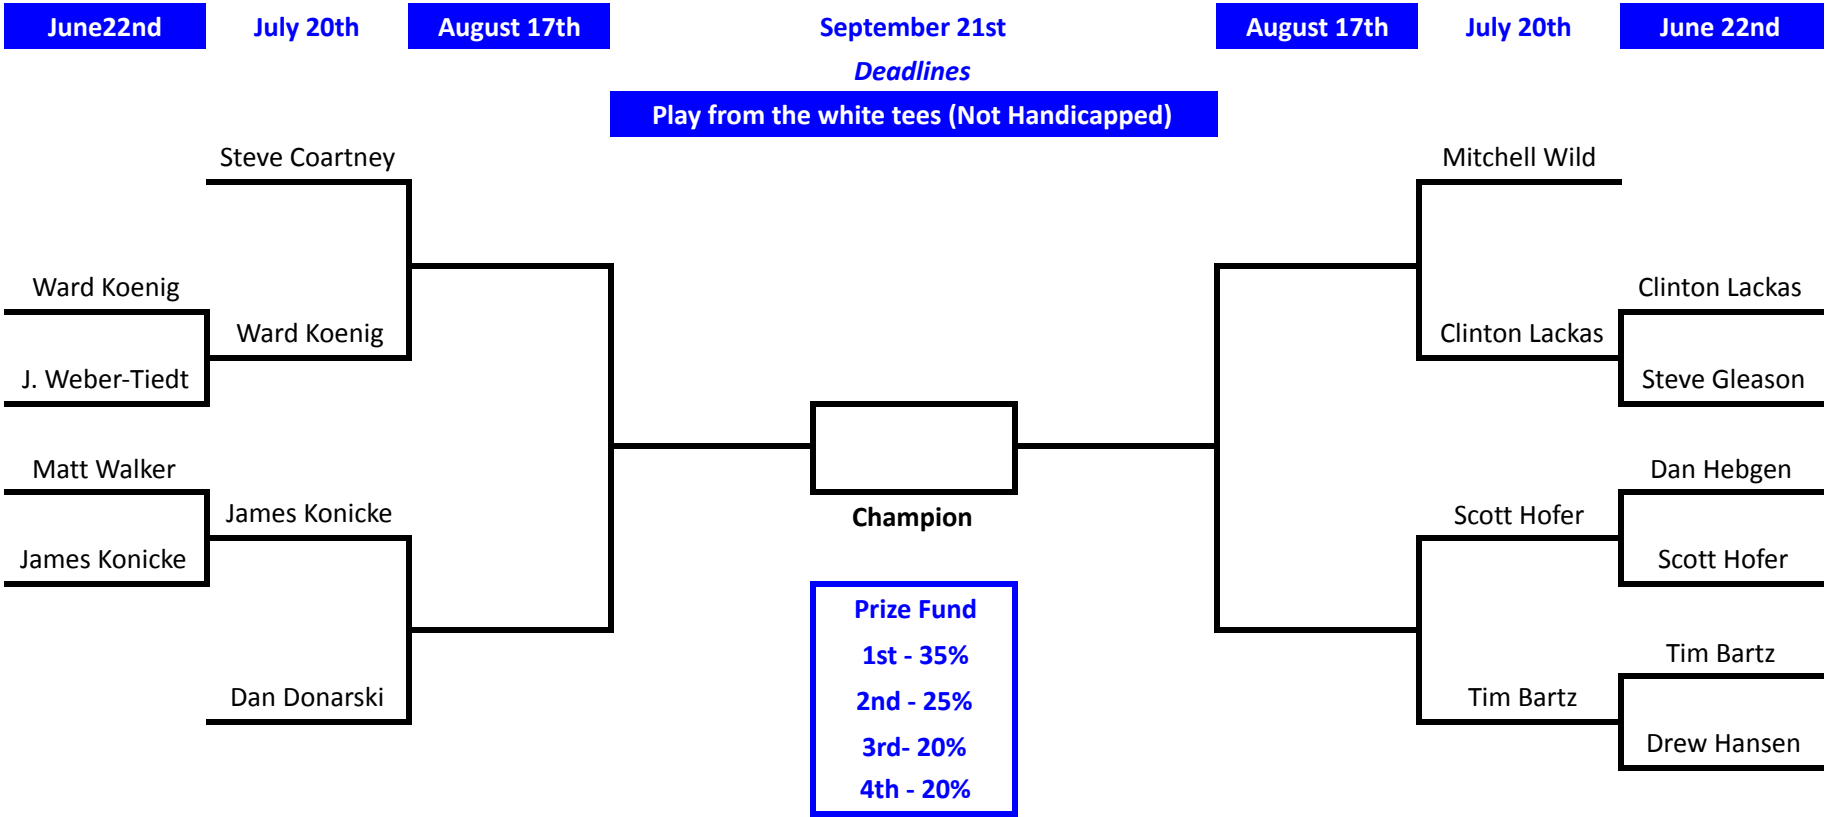 June22nd July 20th August 17th September 21st August 17th July 20th June 22nd
Deadlines
Play from the white tees (Not Handicapped)
Steve Coartney Mitchell Wild
Ward Koenig Clinton Lackas
Ward Koenig Clinton Lackas
J. Weber-Tiedt Steve Gleason
Matt Walker Dan Hebgen
James Konicke Champion Scott Hofer
James Konicke Scott Hofer
Prize Fund
1st - 35% Tim Bartz
Dan Donarski 2nd - 25% Tim Bartz
3rd- 20% Drew Hansen
4th - 20%